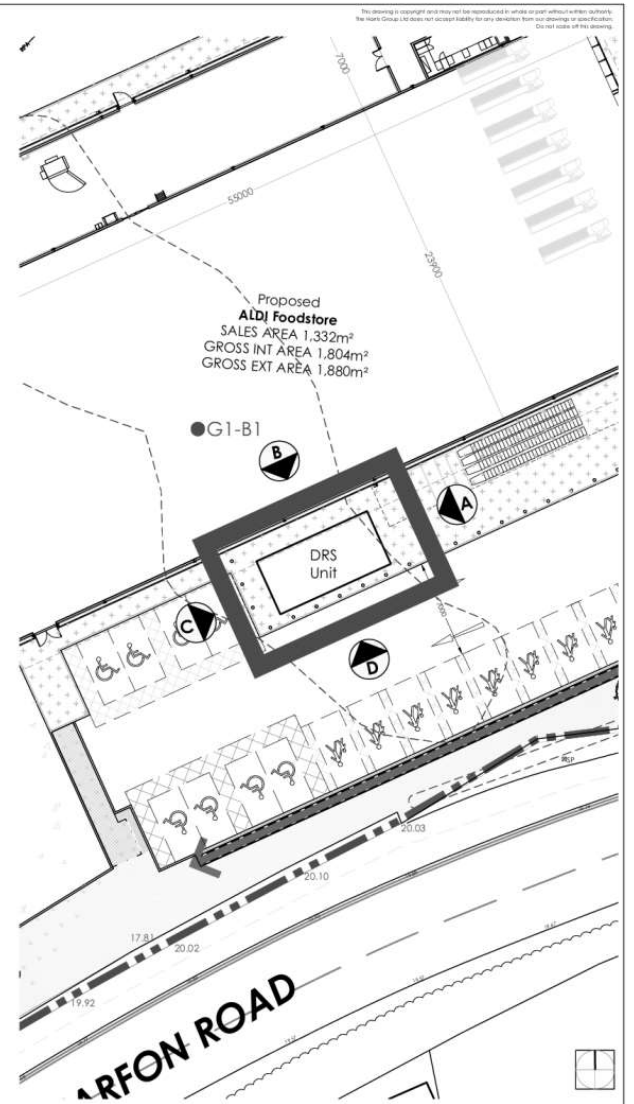 This drawing is copyright and may not be reproduced in whole or part without written authority.
The Harris Group Ltd does not accept liability for any deviation from our drawings or specification.
Do not scale off this drawing.
7000
55000
23900
Proposed
ALDI Foodstore
SALES AREA 1,332m²
GROSS INT AREA 1,804m²
GROSS EXT AREA 1,880m²
G1-B1
B
A
DRS
Unit
C
D
20.03
20.10
17.81
20.02
19.92
ARFON ROAD